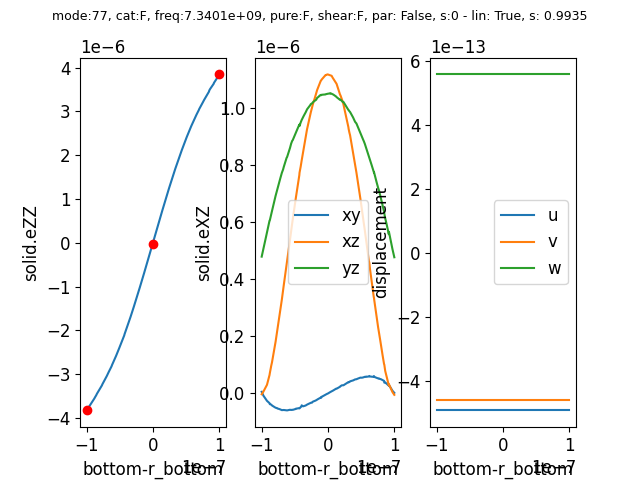 mode:77, cat:F, freq:7.3401e+09, pure:F, shear:F, par: False, s:0 - lin: True, s: 0.9935
1e−6
4
3
2
1
0
−1
−2
−3
−4
solid.eZZ
−1
0
1
1e−7
bottom-r_bottom
1e−6
1.0
0.8
0.6
0.4
0.2
0.0
solid.eXZ
xy
xz
yz
−1
0
1
1e−7
bottom-r_bottom
1e−13
6
4
2
0
−2
−4
displacement
u
v
w
−1
0
1
1e−7
bottom-r_bottom